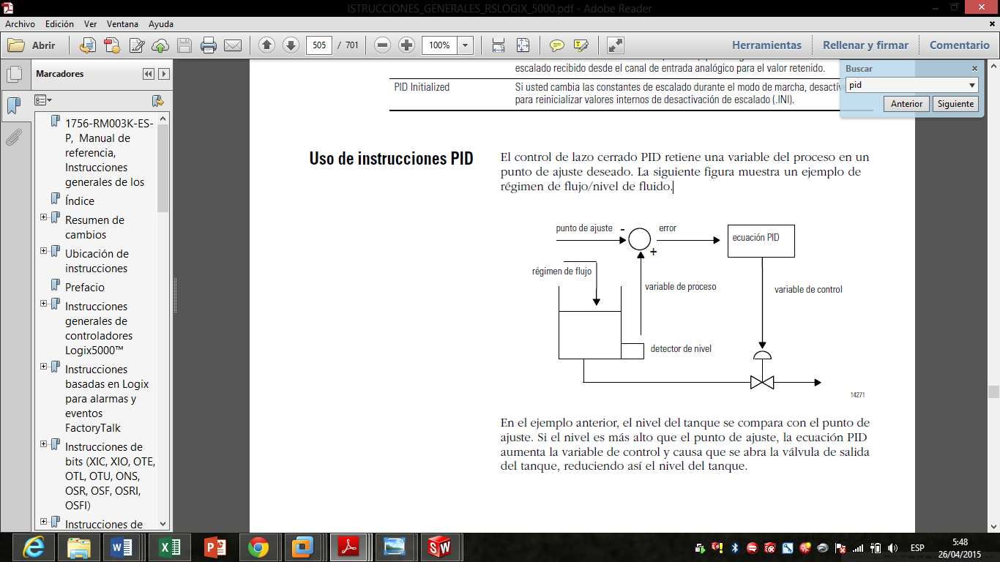 ISTRUCCIONES_GENERALES_RSLOGIX_5000.pdf - Adobe Reader
Archivo Edición Ver Ventana Ayuda
Abrir 505 / 701 100% Herramientas Rellenar y firmar Comentario
Marcadores
1756-RM003K-ES-
P, Manual de
referencia,
Instrucciones
generales de los
Índice
Resumen de
cambios
Ubicación de
instrucciones
Prefacio
Instrucciones
generales de
controladores
Logix5000™
Instrucciones
basadas en Logix
para alarmas y
eventos
FactoryTalk
Instrucciones de
bits (XIC, XIO, OTE,
OTL, OTU, ONS,
OSR, OSF, OSRI,
OSFI)
Instrucciones de
Buscar
pid
Anterior Siguiente
escalado recibido desde el canal de entrada analógico para el valor retenido.
PID Initialized
Si usted cambia las constantes de escalado durante el modo de marcha,
para reinicializar valores internos de desactivación de escalado (.INI).
Uso de instrucciones PID
El control de lazo cerrado PID retiene una variable del proceso en un
punto de ajuste deseado. La siguiente figura muestra un ejemplo de
régimen de flujo/nivel de fluido.
punto de ajuste - error ecuación PID
+
régimen de flujo
variable de proceso variable de control
detector de nivel
14271
En el ejemplo anterior, el nivel del tanque se compara con el punto de
ajuste. Si el nivel es más alto que el punto de ajuste, la ecuación PID
aumenta la variable de control y causa que se abra la válvula de salida
del tanque, reduciendo así el nivel del tanque.
ESP
5:48
26/04/2015